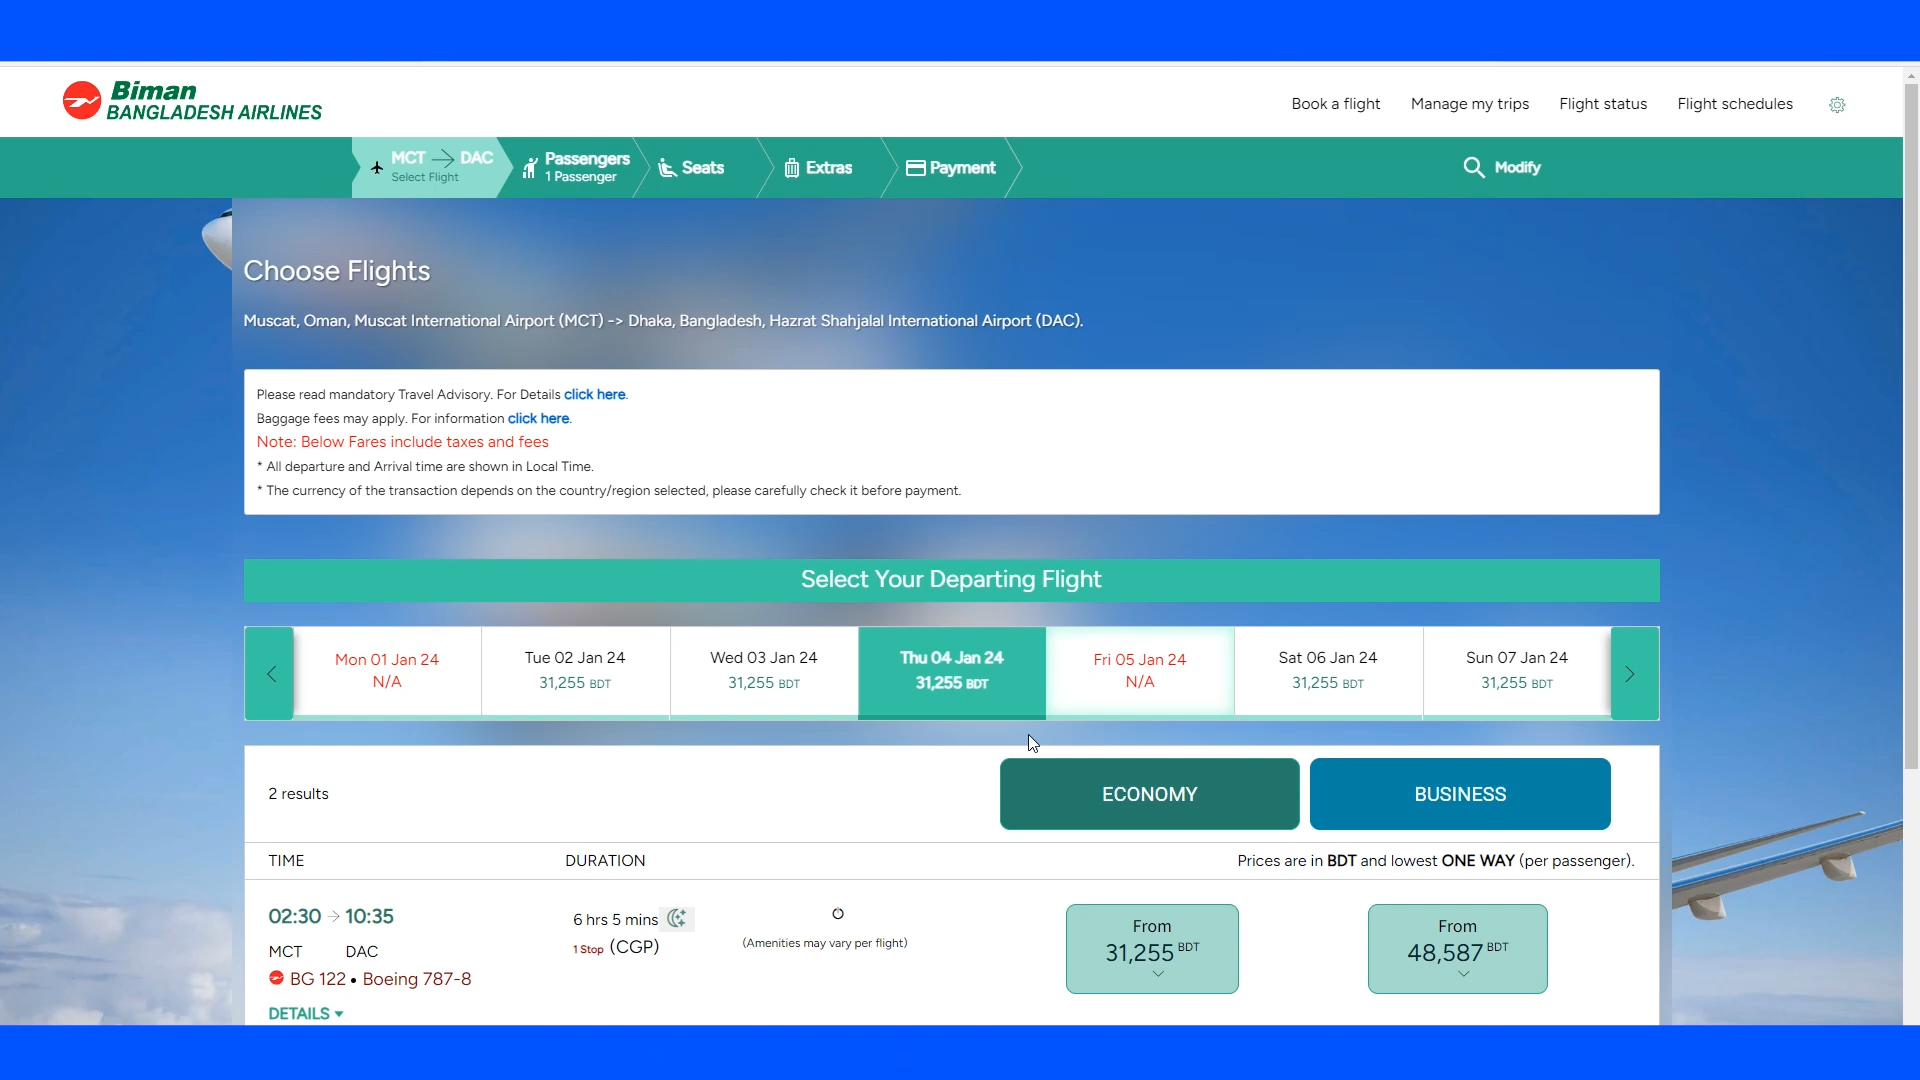 Biman
BANGLADESH AIRLINES
Book a flight
Manage my trips
Flight status
Flight schedules
MCT → DAC
Select Flight
Passengers
1 Passenger
Seats
Extras
Payment
Modify
Choose Flights
Muscat, Oman, Muscat International Airport (MCT) -> Dhaka, Bangladesh, Hazrat Shahjalal International Airport (DAC).
Please read mandatory Travel Advisory. For Details click here.
Baggage fees may apply. For information click here.
Note: Below Fares include taxes and fees
* All departure and Arrival time are shown in Local Time.
* The currency of the transaction depends on the country/region selected, please carefully check it before payment.
Select Your Departing Flight
Mon 01 Jan 24
N/A
Tue 02 Jan 24
31,255 BDT
Wed 03 Jan 24
31,255 BDT
Thu 04 Jan 24
31,255 BDT
Fri 05 Jan 24
N/A
Sat 06 Jan 24
31,255 BDT
Sun 07 Jan 24
31,255 BDT
2 results
ECONOMY
BUSINESS
TIME
DURATION
Prices are in BDT and lowest ONE WAY (per passenger).
02:30 → 10:35
MCT DAC
BG 122 • Boeing 787-8
DETAILS
6 hrs 5 mins
1 Stop (CGP)
(Amenities may vary per flight)
From
31,255 BDT
From
48,587 BDT